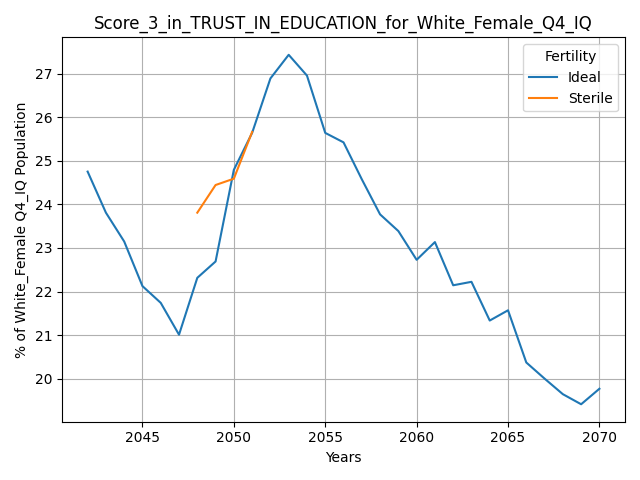 Score_3_in_TRUST_IN_EDUCATION_for_White_Female_Q4_IQ
Fertility
Ideal
Sterile
% of White_Female Q4_IQ Population
27
26
25
24
23
22
21
20
2045
2050
2055
2060
2065
2070
Years